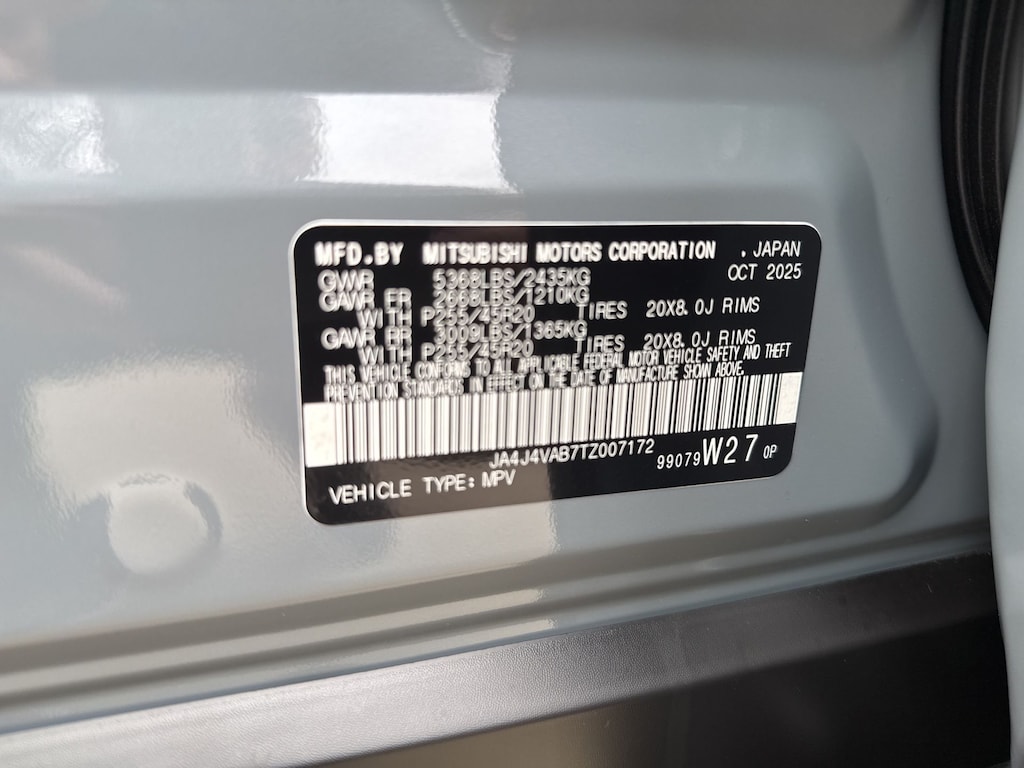 MFD.BY MITSUBISHI MOTORS CORPORATION . JAPAN
OCT 2025
GVWR 5368LBS/2435KG
GAWR FR 2668LBS/1210KG
WITH P255/45R20 TIRES 20X8.0J RIMS
GAWR RR 3009LBS/1365KG
WITH P255/45R20 TIRES 20X8.0J RIMS
THIS VEHICLE CONFORMS TO ALL APPLICABLE FEDERAL MOTOR VEHICLE SAFETY AND THEFT
PREVENTION STANDARDS IN EFFECT ON THE DATE OF MANUFACTURE SHOWN ABOVE.
JA4J4VAB7TZ007172
99079 W27 OP
VEHICLE TYPE: MPV